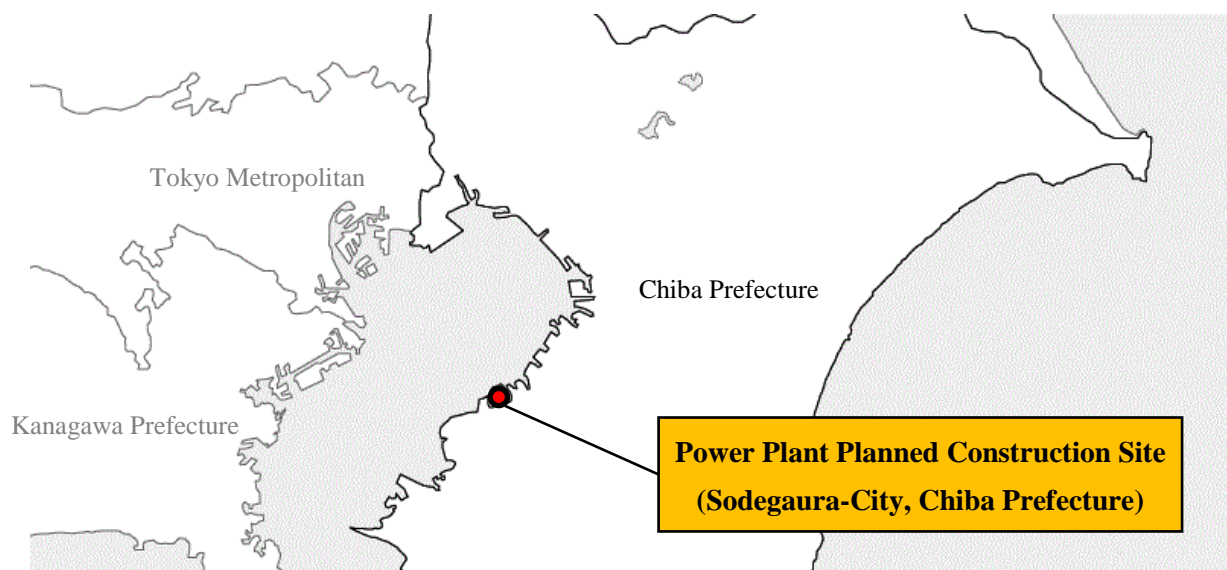 Tokyo Metropolitan
Chiba Prefecture
Kanagawa Prefecture
Power Plant Planned Construction Site
(Sodegaura-City, Chiba Prefecture)